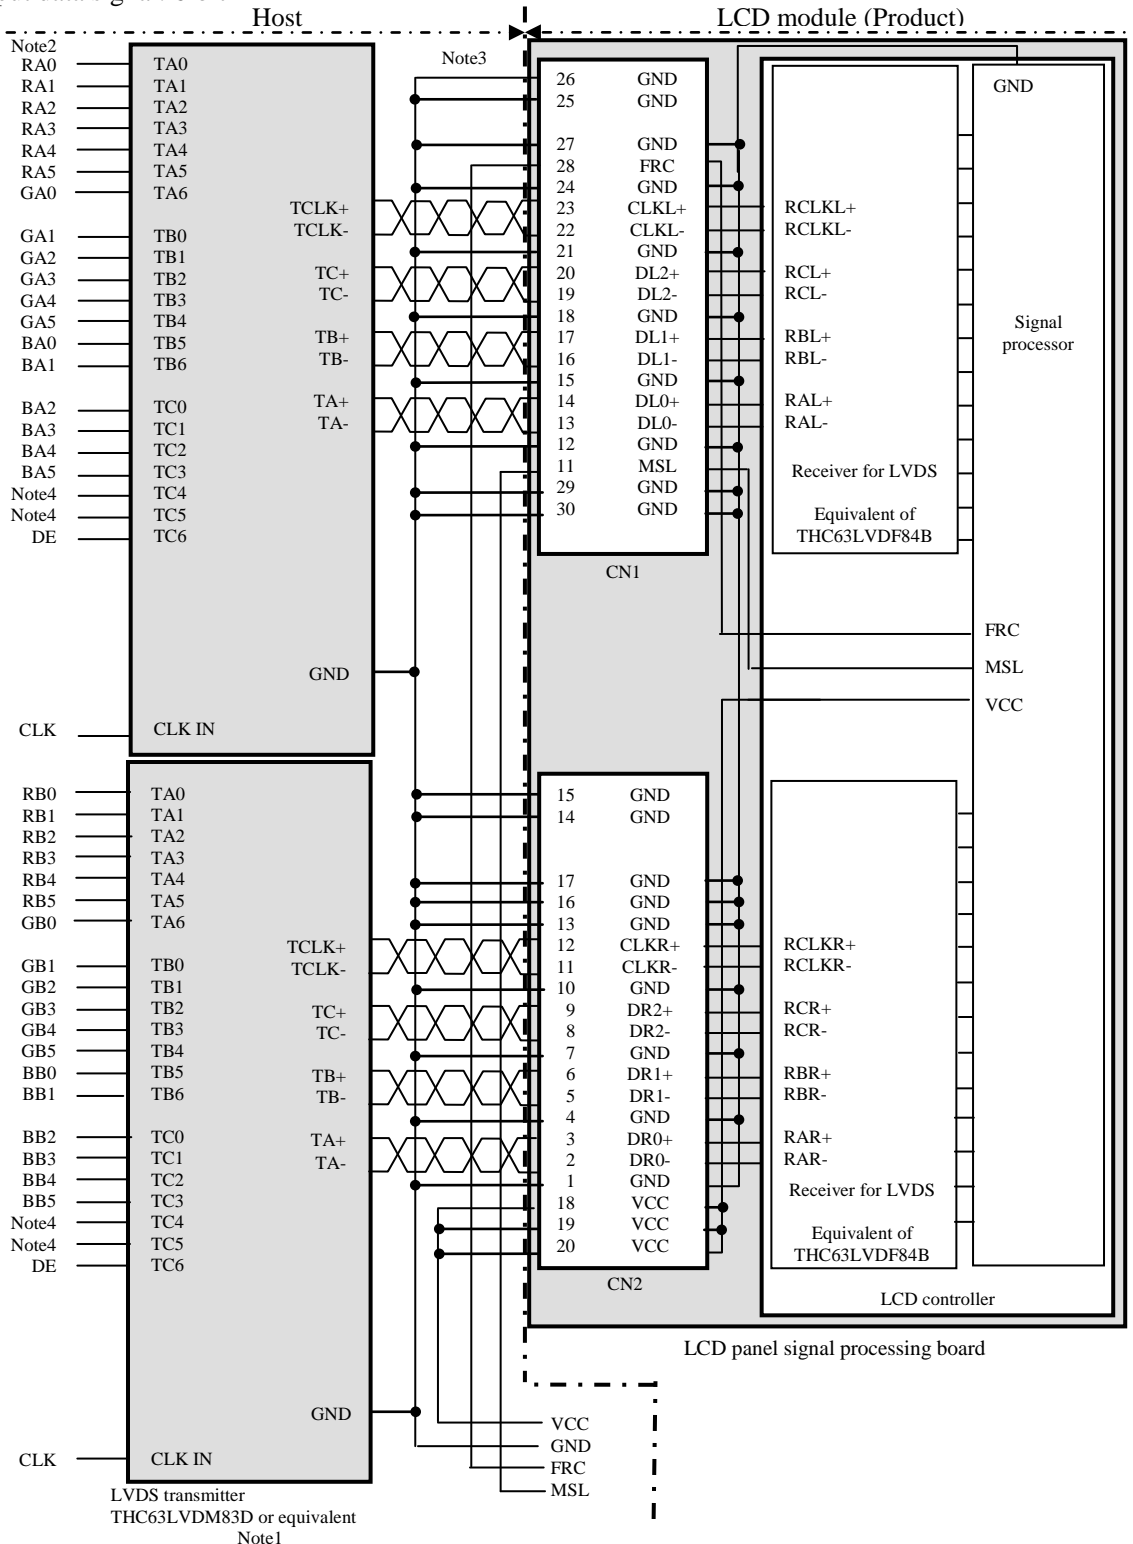 Host
LCD module (Product)
Note2
RA0 TA0
RA1 TA1
RA2 TA2
RA3 TA3
RA4 TA4
RA5 TA5
GA0 TA6
TCLK+
TCLK-
GA1 TB0
GA2 TB1
GA3 TB2
GA4 TB3
GA5 TB4
BA0 TB5
BA1 TB6
TC+
TC-
TB+
TB-
TA+
TA-
BA2 TC0
BA3 TC1
BA4 TC2
BA5 TC3
Note4 TC4
Note4 TC5
DE TC6
GND
CLK CLK IN
Note3
26 GND
25 GND
27 GND
28 FRC
24 GND
23 CLKL+
22 CLKL-
21 GND
20 DL2+
19 DL2-
18 GND
17 DL1+
16 DL1-
15 GND
14 DL0+
13 DL0-
12 GND
11 MSL
29 GND
30 GND
CN1
RCLKL+
RCLKL-
RCL+
RCL-
RBL+
RBL-
RAL+
RAL-
Receiver for LVDS
Equivalent of
THC63LVDF84B
GND
Signal
processor
FRC
MSL
VCC
RB0 TA0
RB1 TA1
RB2 TA2
RB3 TA3
RB4 TA4
RB5 TA5
GB0 TA6
TCLK+
TCLK-
GB1 TB0
GB2 TB1
GB3 TB2
GB4 TB3
GB5 TB4
BB0 TB5
BB1 TB6
TC+
TC-
TB+
TB-
TA+
TA-
BB2 TC0
BB3 TC1
BB4 TC2
BB5 TC3
Note4 TC4
Note4 TC5
DE TC6
GND
CLK CLK IN
LVDS transmitter
THC63LVDM83D or equivalent
Note1
15 GND
14 GND
17 GND
16 GND
13 GND
12 CLKR+
11 CLKR-
10 GND
9 DR2+
8 DR2-
7 GND
6 DR1+
5 DR1-
4 GND
3 DR0+
2 DR0-
1 GND
18 VCC
19 VCC
20 VCC
CN2
RCLKR+
RCLKR-
RCR+
RCR-
RBR+
RBR-
RAR+
RAR-
Receiver for LVDS
Equivalent of
THC63LVDF84B
LCD controller
LCD panel signal processing board
VCC
GND
FRC
MSL